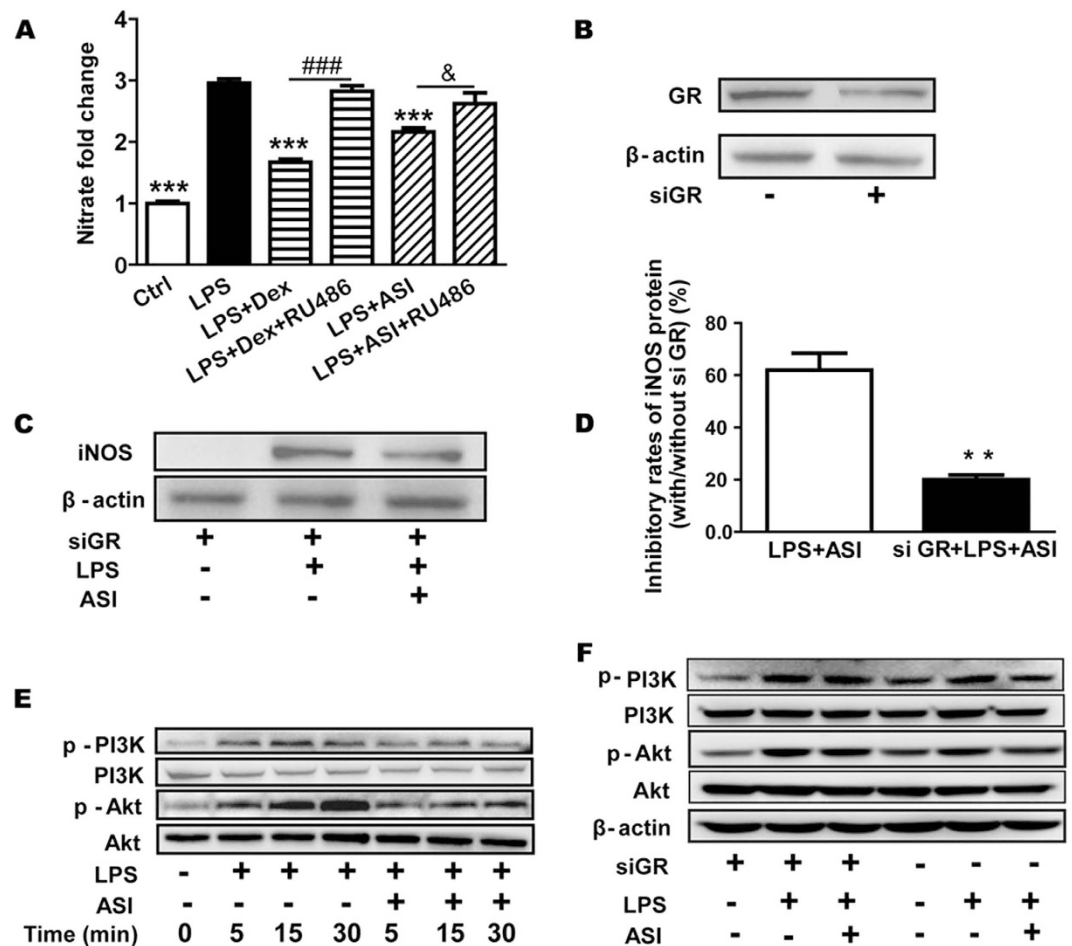 A
Nitrate fold change
4
3
2
1
0
***
***
###
***
&
Ctrl
LPS
LPS+Dex
LPS+Dex+RU486
LPS+ASI
LPS+ASI+RU486
B
GR
β-actin
siGR - +
C
iNOS
β-actin
siGR + + +
LPS - + +
ASI - - +
D
Inhibitory rates of iNOS protein
(with/without si GR) (%)
80
60
40
20
0.0
* *
LPS+ASI si GR+LPS+ASI
E
p-PI3K
PI3K
p-Akt
Akt
LPS - + + + + + +
ASI - - - - + + +
Time (min) 0 5 15 30 5 15 30
F
p-PI3K
PI3K
p-Akt
Akt
β-actin
siGR + + + - - -
LPS - + + - + +
ASI - - + - - +